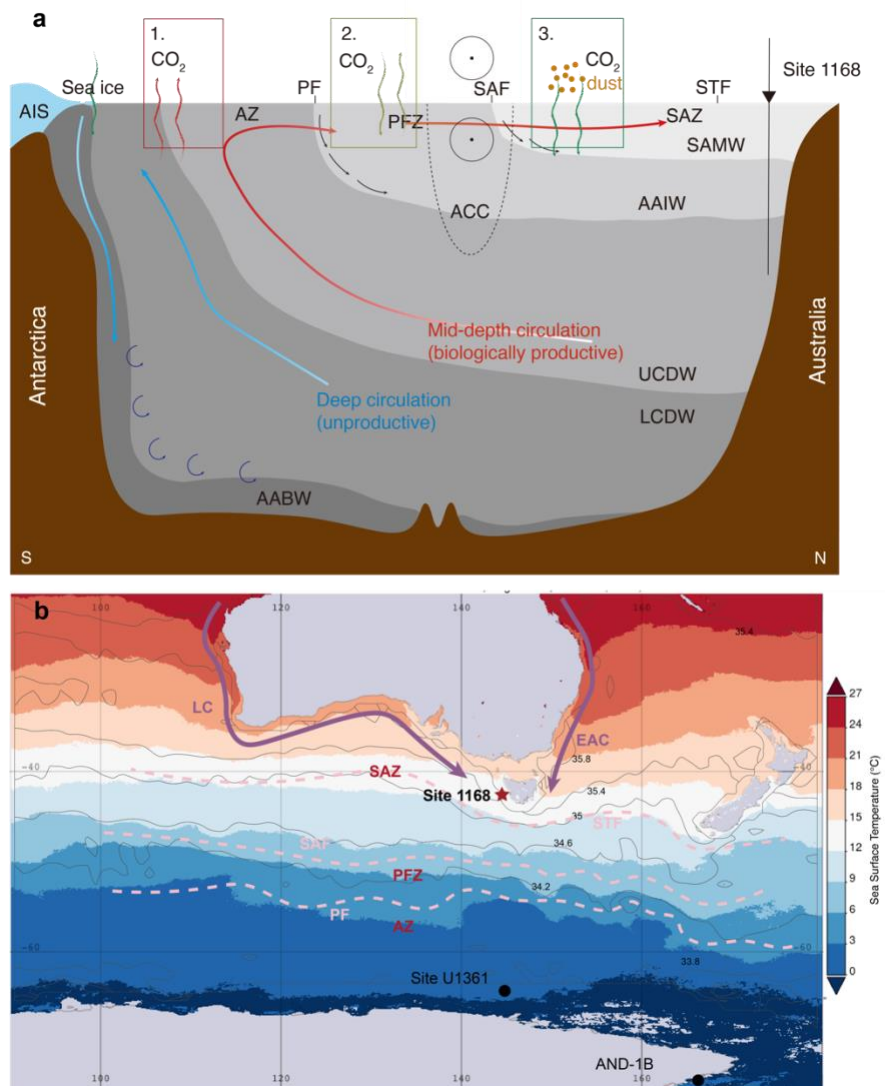 a
1.
CO2
2.
CO2
3.
CO2
dust
Site 1168
Sea ice
AIS
AZ
PF
PFZ
SAF
STF
SAZ
SAMW
ACC
AAIW
Mid-depth circulation
(biologically productive)
UCDW
Deep circulation
(unproductive)
LCDW
AABW
Antarctica
Australia
S
N
b
100
120
140
160
35.4
LC
EAC
35.8
-40
-40
SAZ
Site 1168
35.4
35
STF
SAF
34.6
PFZ
34.2
PF
AZ
-60
-60
33.8
Site U1361
AND-1B
100
120
140
160
27
24
21
18
15
12
9
6
3
0
Sea Surface Temperature (°C)